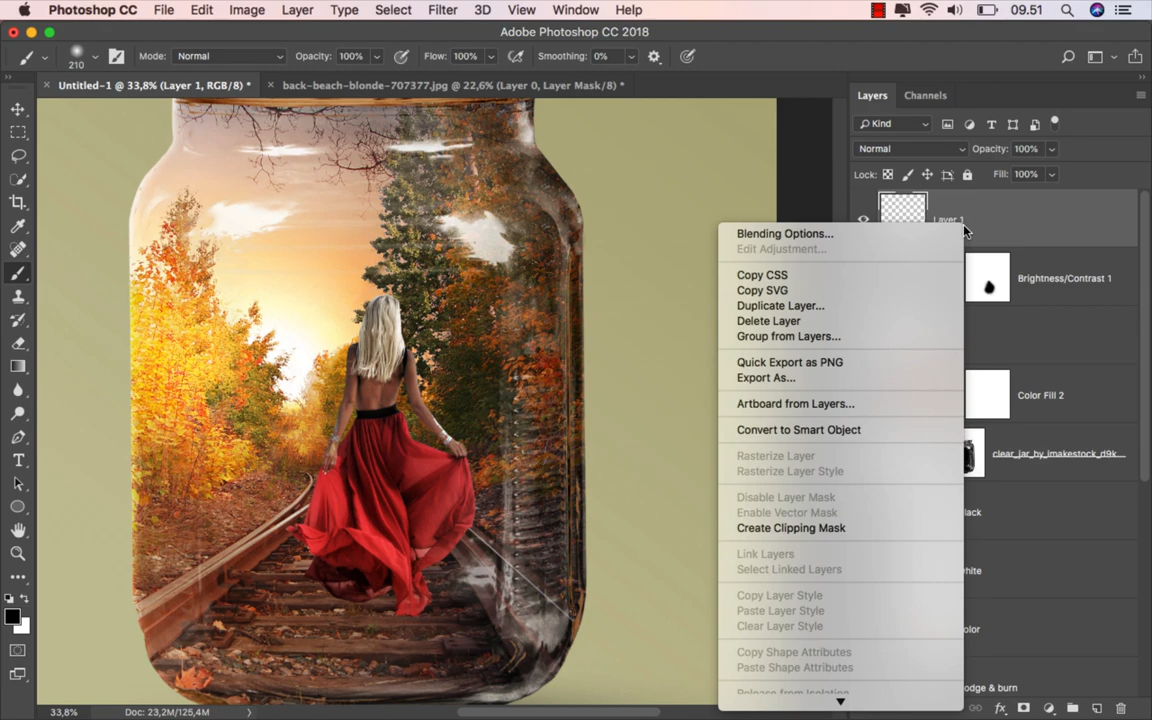 Photoshop CC File Edit Image Layer Type Select Filter 3D View Window Help 09.51
Adobe Photoshop CC 2018
210 Mode: Normal Opacity: 100% Flow: 100% Smoothing: 0%
Untitled-1 @ 33,8% (Layer 1, RGB/8) * back-beach-blonde-707377.jpg @ 22,6% (Layer 0, Layer Mask/8) *
Layers Channels
Kind
Normal Opacity: 100%
Lock: Fill: 100%
Layer 1
Blending Options...
Edit Adjustment...
Copy CSS
Copy SVG
Duplicate Layer...
Delete Layer
Group from Layers...
Quick Export as PNG
Export As...
Artboard from Layers...
Convert to Smart Object
Rasterize Layer
Rasterize Layer Style
Disable Layer Mask
Enable Vector Mask
Create Clipping Mask
Link Layers
Select Linked Layers
Copy Layer Style
Paste Layer Style
Clear Layer Style
Copy Shape Attributes
Paste Shape Attributes
Release from Isolation
Brightness/Contrast 1
Color Fill 2
clear_jar_by_imakestock_d9k...
lack
hite
olor
odge & burn
33,8% Doc: 23,2M/125,4M